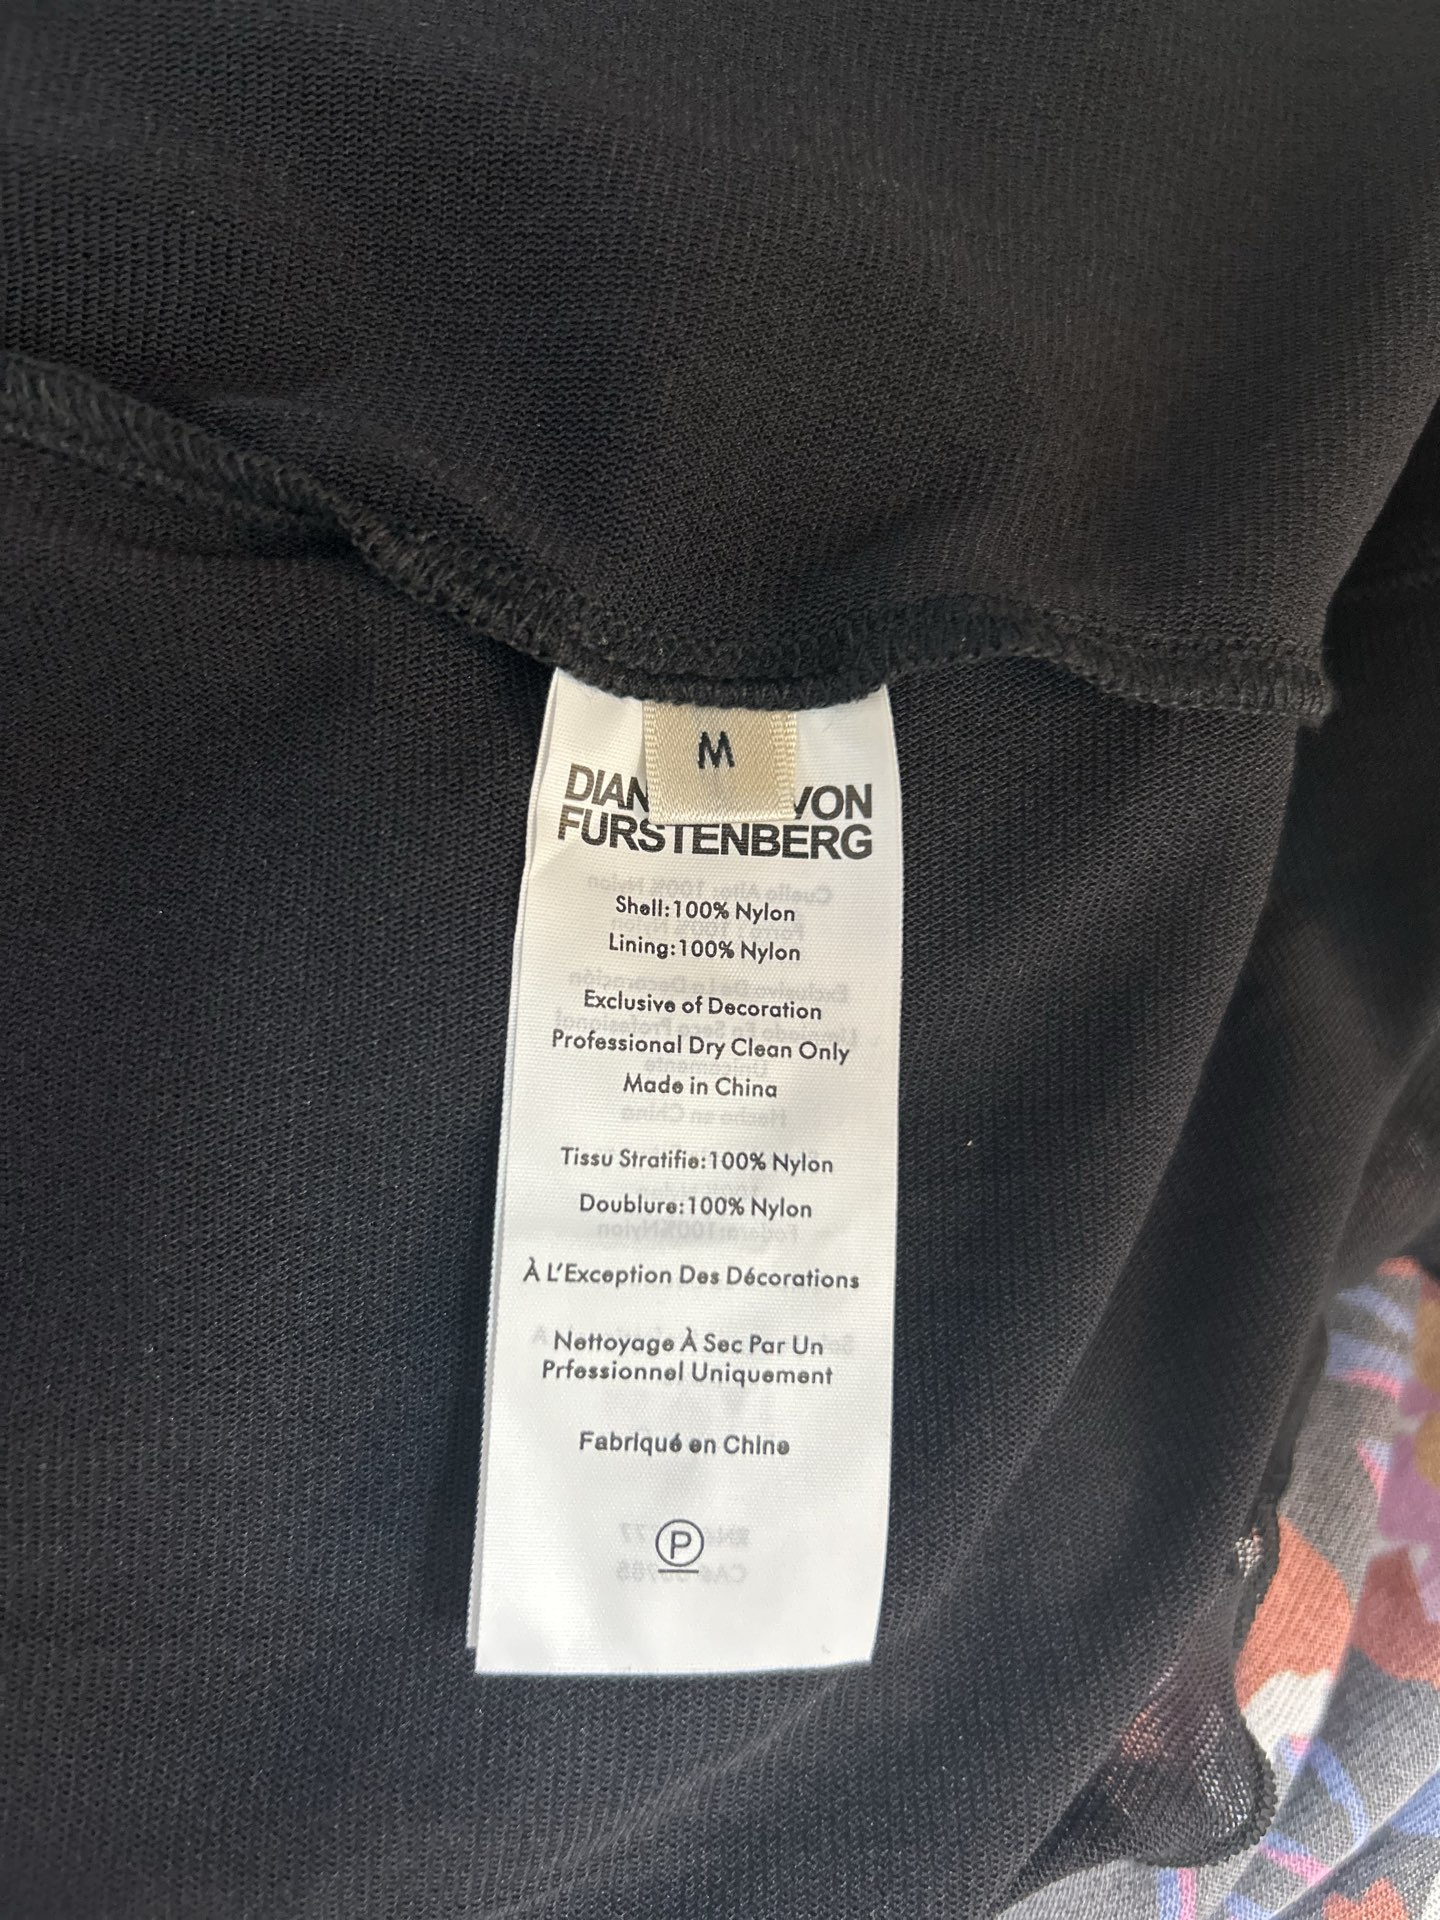 M
DIAN VON
FURSTENBERG
Shell:100% Nylon
Lining:100% Nylon
Exclusive of Decoration
Professional Dry Clean Only
Made in China
Tissu Stratifie:100% Nylon
Doublure:100% Nylon
À L'Exception Des Décorations
Nettoyage À Sec Par Un
Prfessionnel Uniquement
Fabriqué en Chine
P